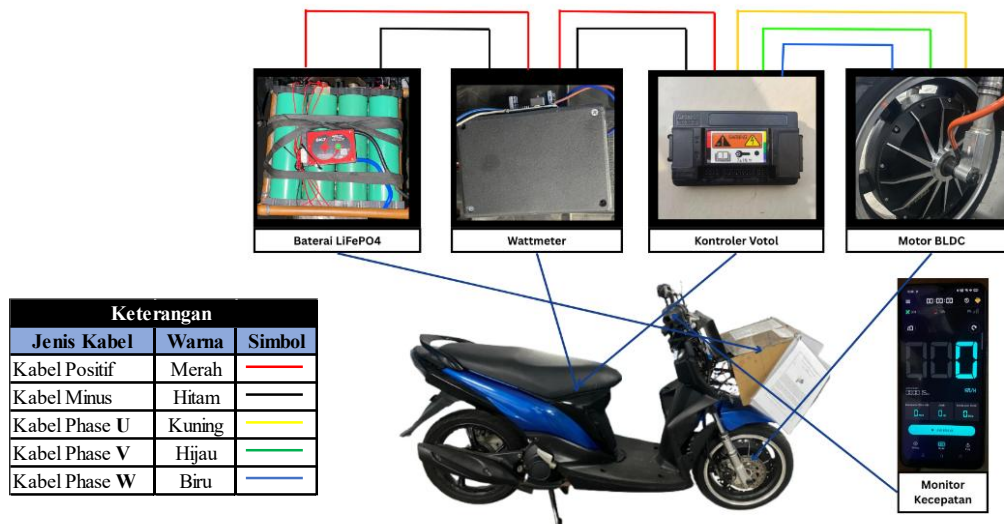 Baterai LiFePO4
Wattmeter
Kontroler Votol
Motor BLDC
Keterangan
Jenis Kabel Warna Simbol
Kabel Positif Merah
Kabel Minus Hitam
Kabel Phase U Kuning
Kabel Phase V Hijau
Kabel Phase W Biru
Monitor
Kecepatan